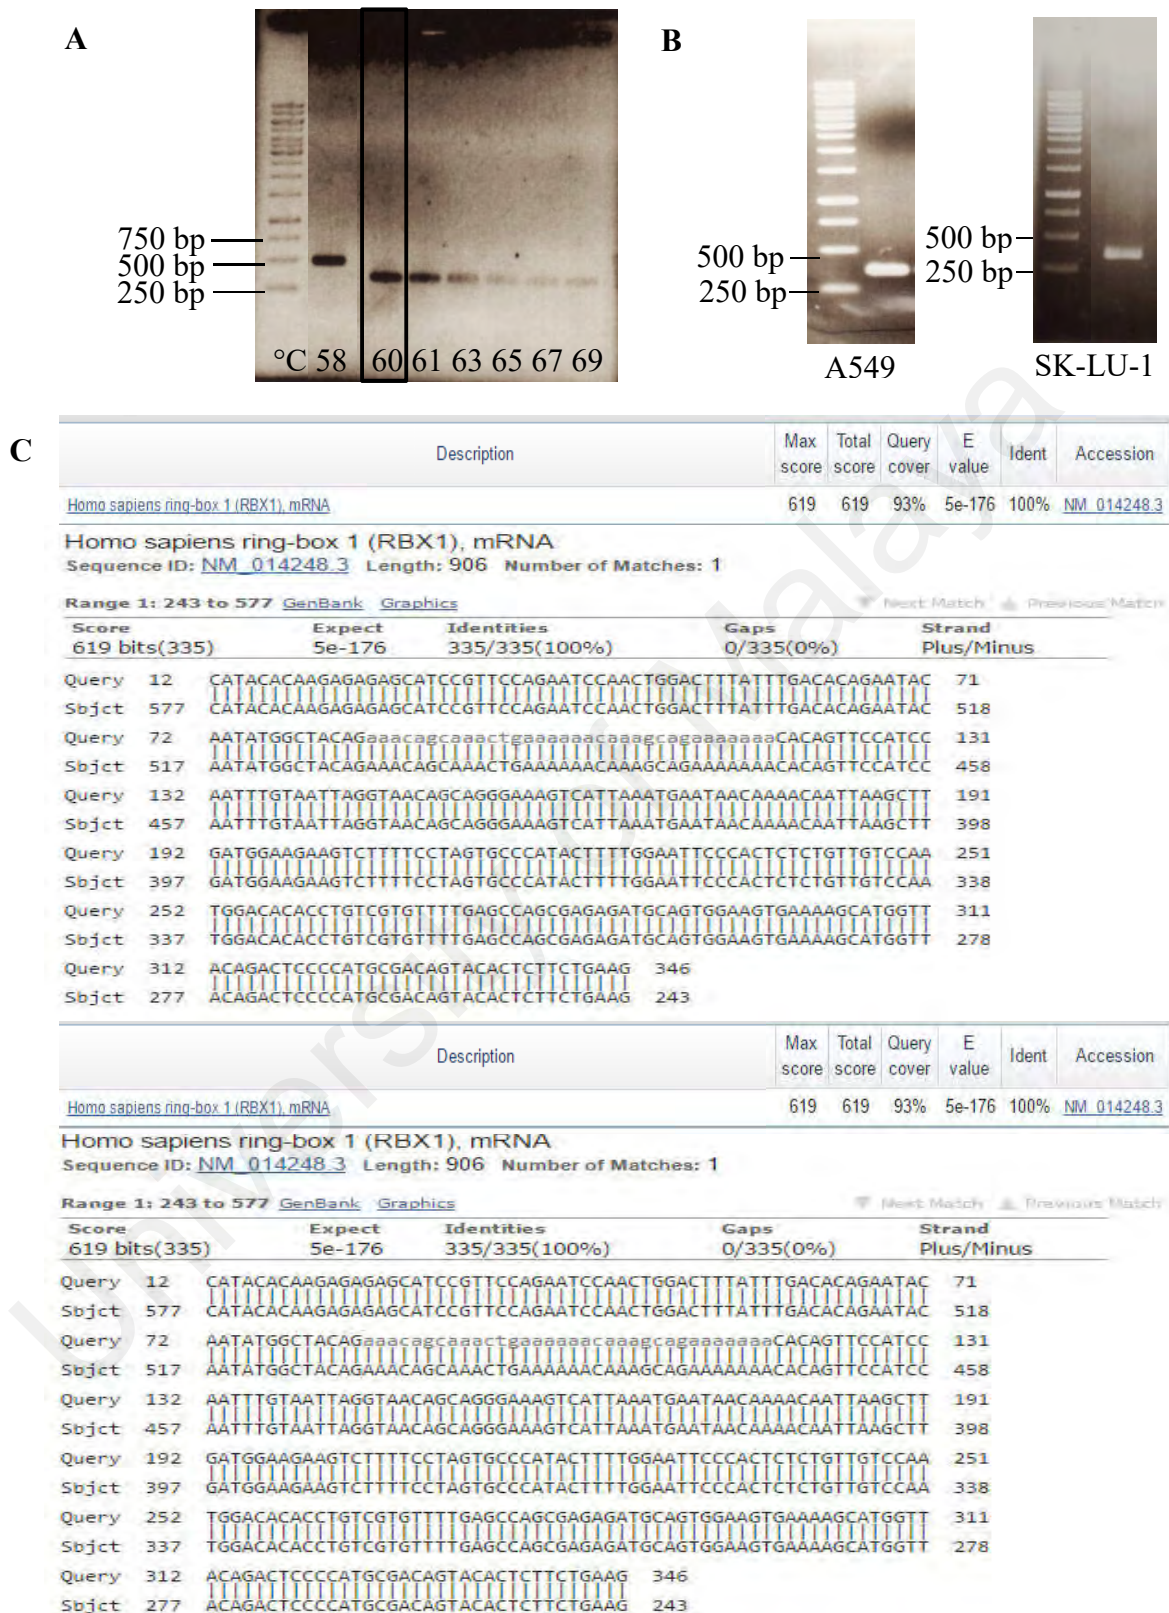 A
B
750 bp
500 bp
250 bp
°C 58 60 61 63 65 67 69
500 bp
250 bp
500 bp
250 bp
A549
SK-LU-1
C
Description Max score Total score Query cover E value Ident Accession
Homo sapiens ring-box 1 (RBX1), mRNA 619 619 93% 5e-176 100% NM_014248.3
Homo sapiens ring-box 1 (RBX1), mRNA
Sequence ID: NM_014248.3 Length: 906 Number of Matches: 1
Range 1: 243 to 577 GenBank Graphics Next Match Previous Match
Score Expect Identities Gaps Strand
619 bits(335) 5e-176 335/335(100%) 0/335(0%) Plus/Minus
Query 12 CATACACAAGAGAGAGCATCCGTTCCAGAATCCAACTGGACTTTATTTGACACAGAATAC 71
Sbjct 577 CATACACAAGAGAGAGCATCCGTTCCAGAATCCAACTGGACTTTATTTGACACAGAATAC 518
Query 72 AATATGGCTACAGaaacagcaaactgaaaaaacaaagcagaaaaaaaCACAGTTCCATCC 131
Sbjct 517 AATATGGCTACAGAAACAGCAAACTGAAAAAACAAAGCAGAAAAAAACACAGTTCCATCC 458
Query 132 AATTTGTAATTAGGTAACAGCAGGGAAAGTCATTAAATGAATAACAAAACAATTAAGCTT 191
Sbjct 457 AATTTGTAATTAGGTAACAGCAGGGAAAGTCATTAAATGAATAACAAAACAATTAAGCTT 398
Query 192 GATGGAAGAAGTCTTTTCCTAGTGCCCATACTTTTGGAATTCCCACTCTCTGTTGTCCAA 251
Sbjct 397 GATGGAAGAAGTCTTTTCCTAGTGCCCATACTTTTGGAATTCCCACTCTCTGTTGTCCAA 338
Query 252 TGGACACACCTGTCGTGTTTTGAGCCAGCGAGAGATGCAGTGGAAGTGAAAAGCATGGTT 311
Sbjct 337 TGGACACACCTGTCGTGTTTTGAGCCAGCGAGAGATGCAGTGGAAGTGAAAAGCATGGTT 278
Query 312 ACAGACTCCCCATGCGACAGTACACTCTTCTGAAG 346
Sbjct 277 ACAGACTCCCCATGCGACAGTACACTCTTCTGAAG 243
Description Max score Total score Query cover E value Ident Accession
Homo sapiens ring-box 1 (RBX1), mRNA 619 619 93% 5e-176 100% NM_014248.3
Homo sapiens ring-box 1 (RBX1), mRNA
Sequence ID: NM_014248.3 Length: 906 Number of Matches: 1
Range 1: 243 to 577 GenBank Graphics Next Match Previous Match
Score Expect Identities Gaps Strand
619 bits(335) 5e-176 335/335(100%) 0/335(0%) Plus/Minus
Query 12 CATACACAAGAGAGAGCATCCGTTCCAGAATCCAACTGGACTTTATTTGACACAGAATAC 71
Sbjct 577 CATACACAAGAGAGAGCATCCGTTCCAGAATCCAACTGGACTTTATTTGACACAGAATAC 518
Query 72 AATATGGCTACAGaaacagcaaactgaaaaaacaaagcagaaaaaaaCACAGTTCCATCC 131
Sbjct 517 AATATGGCTACAGAAACAGCAAACTGAAAAAACAAAGCAGAAAAAAACACAGTTCCATCC 458
Query 132 AATTTGTAATTAGGTAACAGCAGGGAAAGTCATTAAATGAATAACAAAACAATTAAGCTT 191
Sbjct 457 AATTTGTAATTAGGTAACAGCAGGGAAAGTCATTAAATGAATAACAAAACAATTAAGCTT 398
Query 192 GATGGAAGAAGTCTTTTCCTAGTGCCCATACTTTTGGAATTCCCACTCTCTGTTGTCCAA 251
Sbjct 397 GATGGAAGAAGTCTTTTCCTAGTGCCCATACTTTTGGAATTCCCACTCTCTGTTGTCCAA 338
Query 252 TGGACACACCTGTCGTGTTTTGAGCCAGCGAGAGATGCAGTGGAAGTGAAAAGCATGGTT 311
Sbjct 337 TGGACACACCTGTCGTGTTTTGAGCCAGCGAGAGATGCAGTGGAAGTGAAAAGCATGGTT 278
Query 312 ACAGACTCCCCATGCGACAGTACACTCTTCTGAAG 346
Sbjct 277 ACAGACTCCCCATGCGACAGTACACTCTTCTGAAG 243
University of Malaya